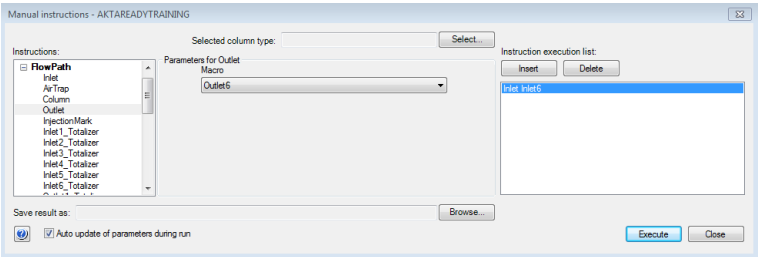 Manual instructions - AKTAREADYTRAINING
Selected column type:
Select...
Instructions:
FlowPath
Inlet
AirTrap
Column
Outlet
InjectionMark
Inlet1_Totalizer
Inlet2_Totalizer
Inlet3_Totalizer
Inlet4_Totalizer
Inlet5_Totalizer
Inlet6_Totalizer
Parameters for Outlet
Macro
Outlet6
Instruction execution list:
Insert
Delete
Inlet Inlet6
Save result as:
Browse...
Auto update of parameters during run
Execute
Close